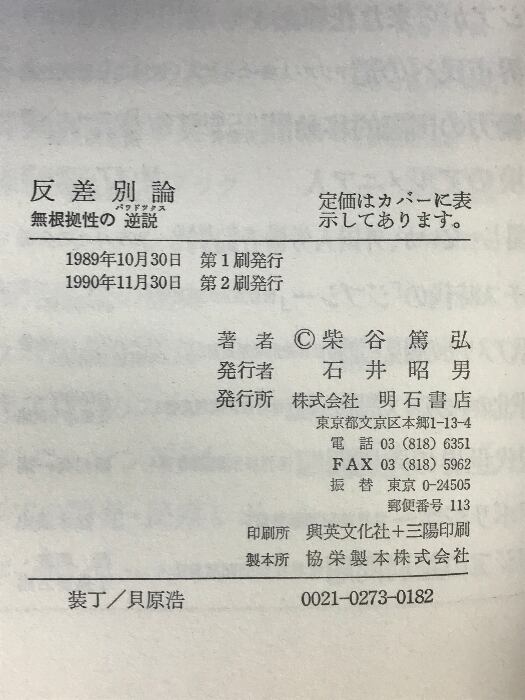 反差別論
無根拠性の逆説
パラドックス
定価はカバーに表
示してあります。
1989年10月30日 第1刷発行
1990年11月30日 第2刷発行
著者 ©柴谷篤弘
発行者 石井昭男
発行所 株式会社 明石書店
東京都文京区本郷1-13-4
電話 03 (818) 6351
FAX 03 (818) 5962
振替 東京 0-24505
郵便番号 113
印刷所 興英文化社+三陽印刷
製本所 協栄製本株式会社
装丁/貝原浩 0021-0273-0182